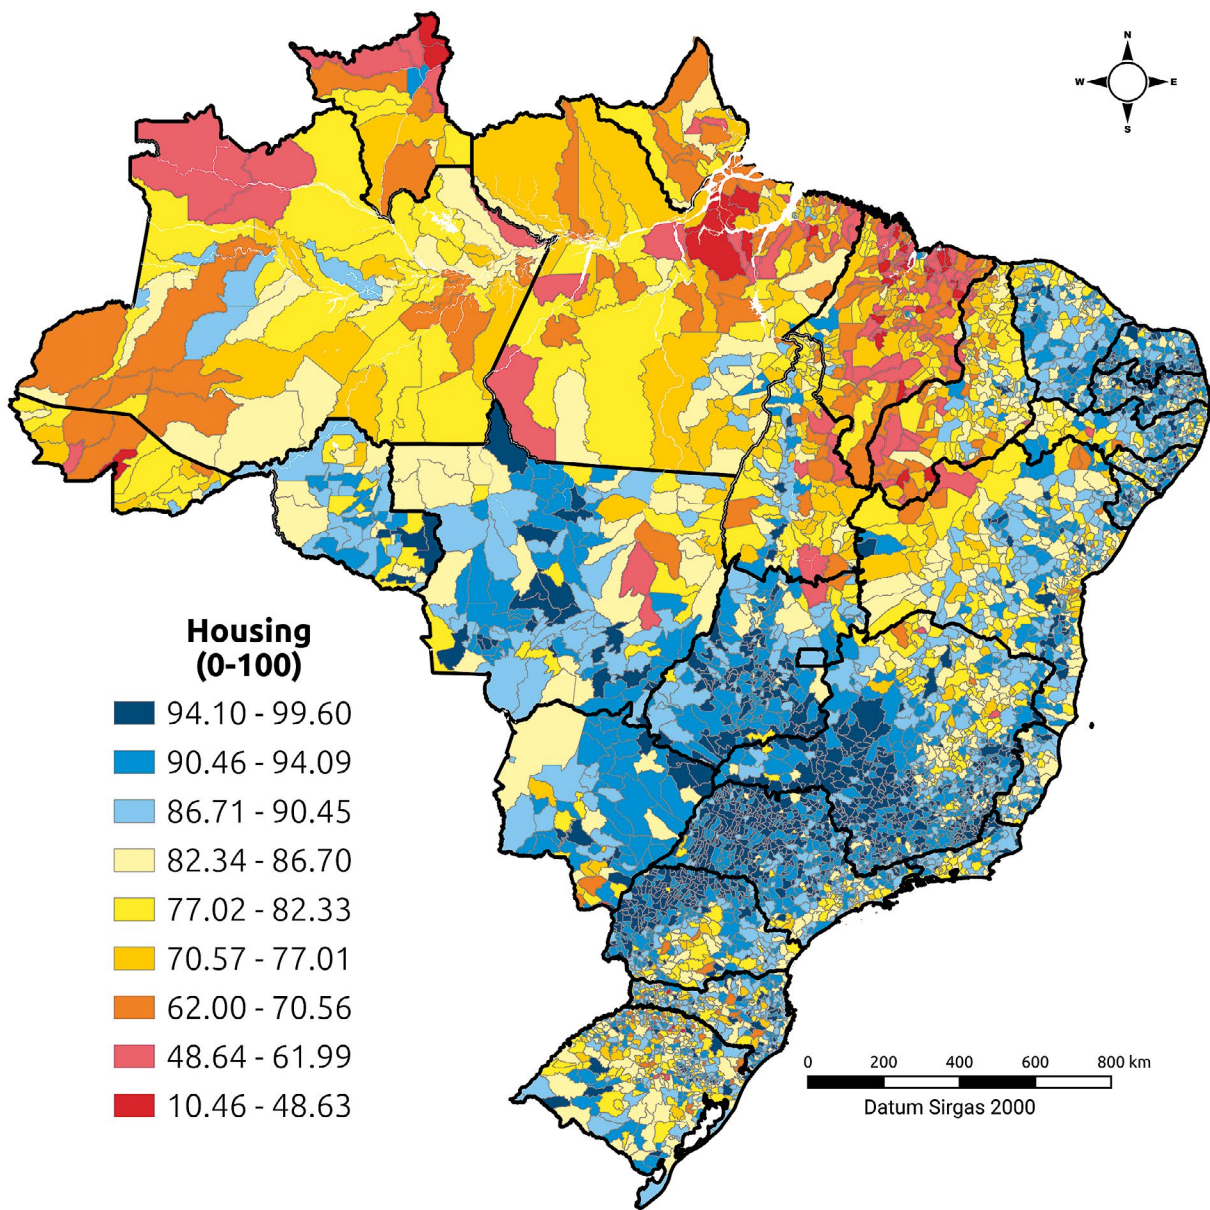 N
W E
S
Housing
(0-100)
94.10 - 99.60
90.46 - 94.09
86.71 - 90.45
82.34 - 86.70
77.02 - 82.33
70.57 - 77.01
62.00 - 70.56
48.64 - 61.99
10.46 - 48.63
0 200 400 600 800 km
Datum Sirgas 2000